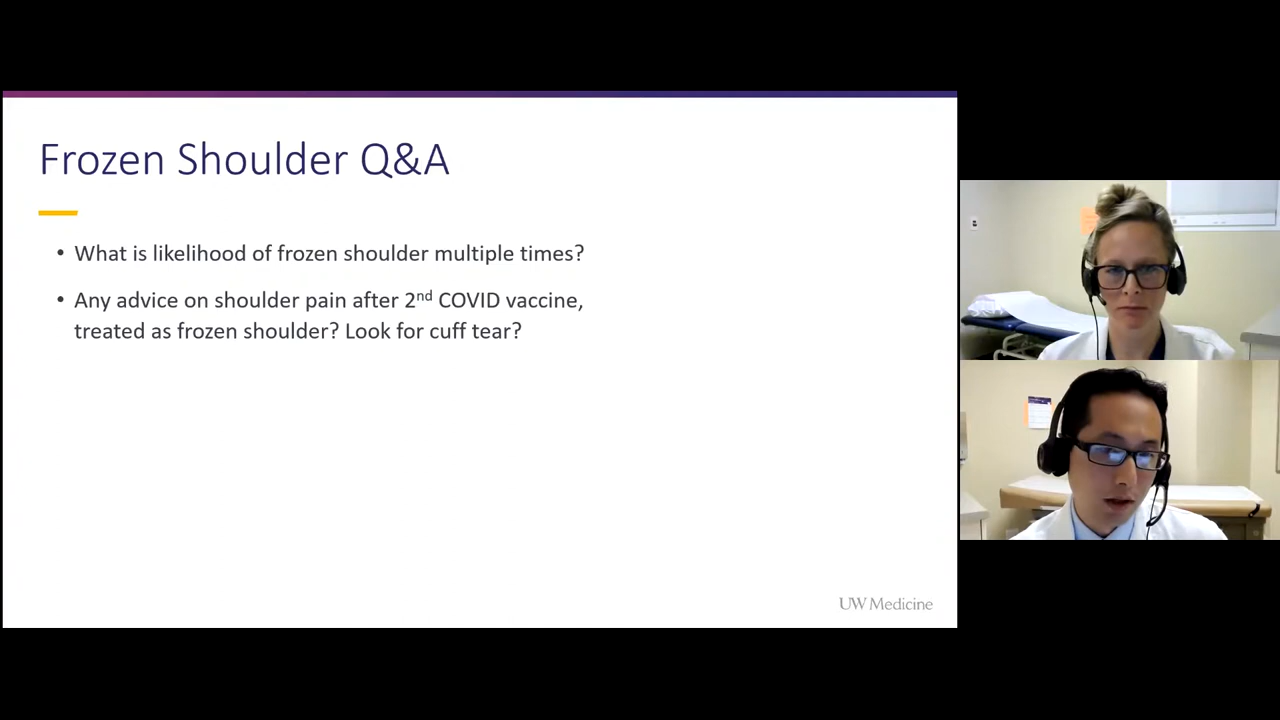 Frozen Shoulder Q&A
• What is likelihood of frozen shoulder multiple times?
• Any advice on shoulder pain after 2nd COVID vaccine,
treated as frozen shoulder? Look for cuff tear?
UW Medicine